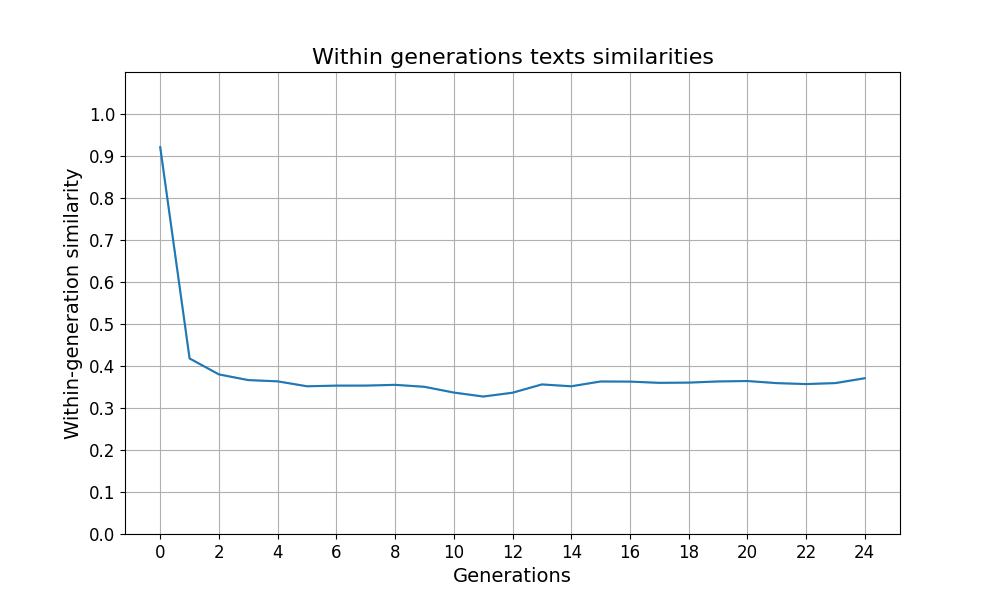 Within generations texts similarities
Within-generation similarity
1.0
0.9
0.8
0.7
0.6
0.5
0.4
0.3
0.2
0.1
0.0
0 2 4 6 8 10 12 14 16 18 20 22 24
Generations